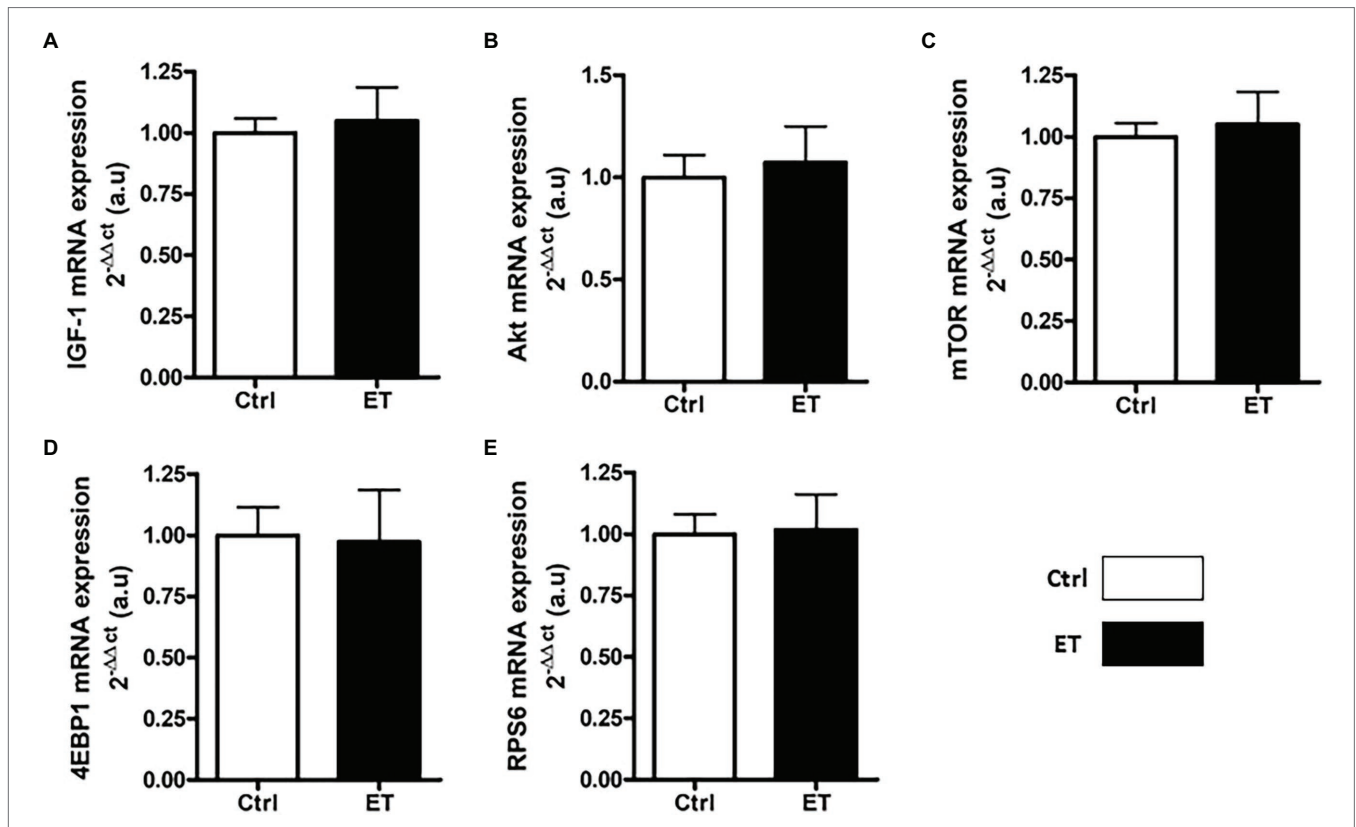 A
IGF-1 mRNA expression
2-ΔΔct (a.u)
1.25
1.00
0.75
0.50
0.25
0.00
Ctrl ET
B
Akt mRNA expression
2-ΔΔct (a.u)
1.5
1.0
0.5
0.0
Ctrl ET
C
mTOR mRNA expression
2-ΔΔct (a.u)
1.25
1.00
0.75
0.50
0.25
0.00
Ctrl ET
D
4EBP1 mRNA expression
2-ΔΔct (a.u)
1.25
1.00
0.75
0.50
0.25
0.00
Ctrl ET
E
RPS6 mRNA expression
2-ΔΔct (a.u)
1.25
1.00
0.75
0.50
0.25
0.00
Ctrl ET
Ctrl
ET